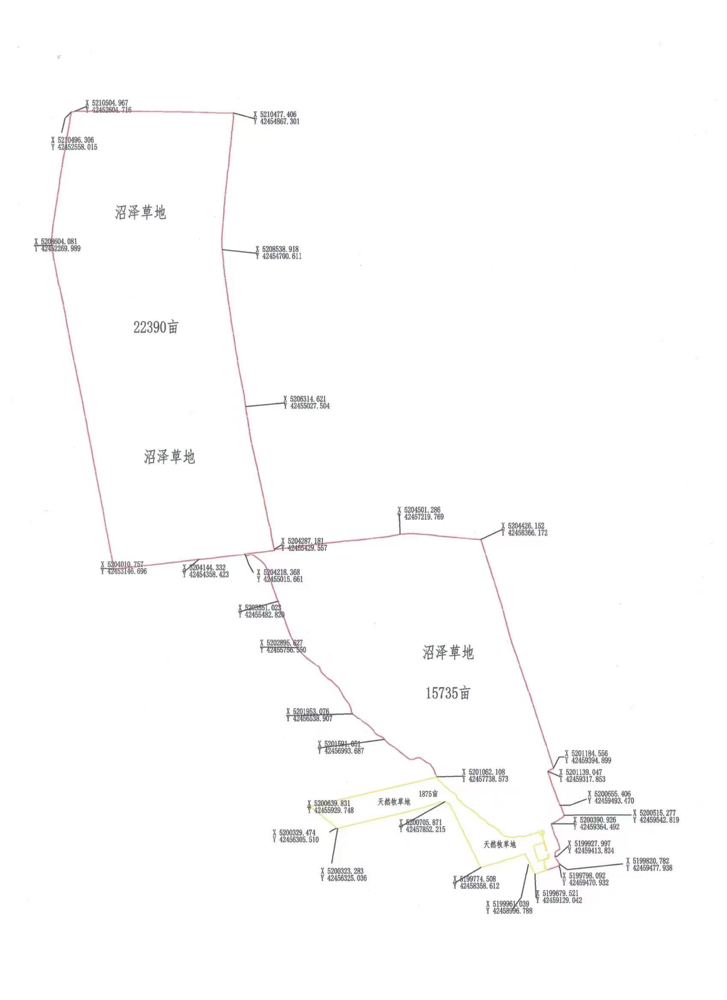 X 5210504.967
Y 42452604.716
X 5210477.406
Y 42454867.301
X 5210496.306
Y 42452558.015
沼泽草地
X 5208604.081
Y 42452269.989
X 5208538.918
Y 42454700.611
22390亩
X 5206314.621
Y 42455027.504
沼泽草地
X 5204501.286
Y 42457219.769
X 5204426.152
Y 42458366.172
X 5204287.181
Y 42455429.557
X 5204010.757
Y 42453146.696
X 5204144.332
Y 42454358.423
X 5204218.368
Y 42455015.661
X 5203551.023
Y 42455482.820
X 5202895.627
Y 42455756.550
沼泽草地
15735亩
X 5201953.076
Y 42456538.907
X 5201591.051
Y 42456993.687
X 5201184.556
Y 42459394.899
X 5201139.047
Y 42459317.853
X 5201062.108
Y 42457738.573
1875亩
天然牧草地
X 5200655.406
Y 42459493.470
X 5200639.831
Y 42455929.748
X 5200515.277
Y 42459542.819
X 5200390.926
Y 42459364.492
X 5200705.871
Y 42457852.215
X 5200329.474
Y 42456305.510
天然牧草地
X 5199927.997
Y 42459413.824
X 5199820.782
Y 42459477.938
X 5200323.283
Y 42456325.036
X 5199798.092
Y 42459470.932
X 5199774.508
Y 42458358.612
X 5199679.521
Y 42459129.042
X 5199961.039
Y 42458996.788